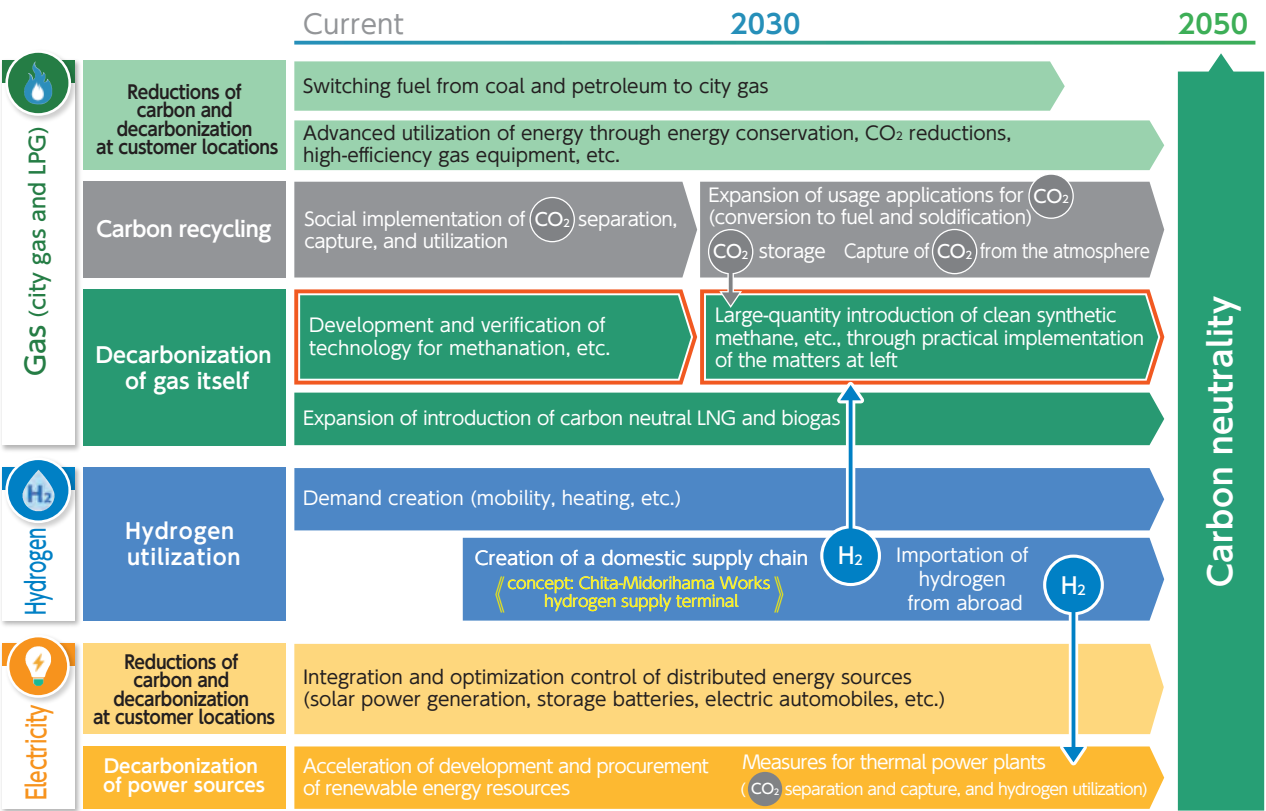 Current
2030
2050
Gas (city gas and LPG)
Reductions of
carbon and
decarbonization
at customer locations
Switching fuel from coal and petroleum to city gas
Advanced utilization of energy through energy conservation, CO₂ reductions,
high-efficiency gas equipment, etc.
Carbon recycling
Social implementation of CO₂ separation,
capture, and utilization
Expansion of usage applications for CO₂
(conversion to fuel and soldification)
CO₂ storage Capture of CO₂ from the atmosphere
Decarbonization
of gas itself
Development and verification of
technology for methanation, etc.
Large-quantity introduction of clean synthetic
methane, etc., through practical implementation
of the matters at left
Expansion of introduction of carbon neutral LNG and biogas
H₂
Hydrogen
Hydrogen
utilization
Demand creation (mobility, heating, etc.)
Creation of a domestic supply chain
《concept: Chita-Midorihama Works
hydrogen supply terminal》
H₂
Importation of
hydrogen
from abroad
H₂
Electricity
Reductions of
carbon and
decarbonization
at customer locations
Integration and optimization control of distributed energy sources
(solar power generation, storage batteries, electric automobiles, etc.)
Decarbonization
of power sources
Acceleration of development and procurement
of renewable energy resources
Measures for thermal power plants
(CO₂ separation and capture, and hydrogen utilization)
Carbon neutrality